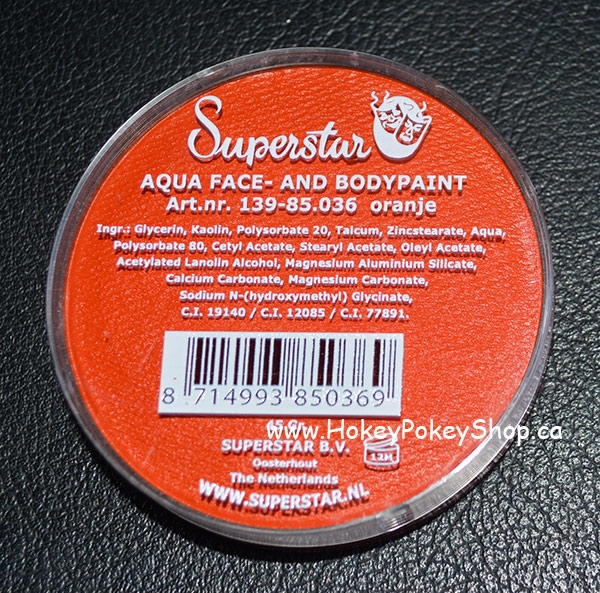 Superstar
AQUA FACE- AND BODYPAINT
Art.nr. 139-85.036 oranje
Ingr.: Glycerin, Kaolin, Polysorbate 20, Talcum, Zincstearate, Aqua,
Polysorbate 80, Cetyl Acetate, Stearyl Acetate, Oleyl Acetate,
Acetylated Lanolin Alcohol, Magnesium Aluminium Silicate,
Calcium Carbonate, Magnesium Carbonate,
Sodium N-(hydroxymethyl) Glycinate,
C.I. 19140 / C.I. 12085 / C.I. 77891.
8 714993 850369
45 Gr.
www.HokeyPokeyShop.ca
SUPERSTAR B.V.
12M
Oosterhout
The Netherlands
WWW.SUPERSTAR.NL